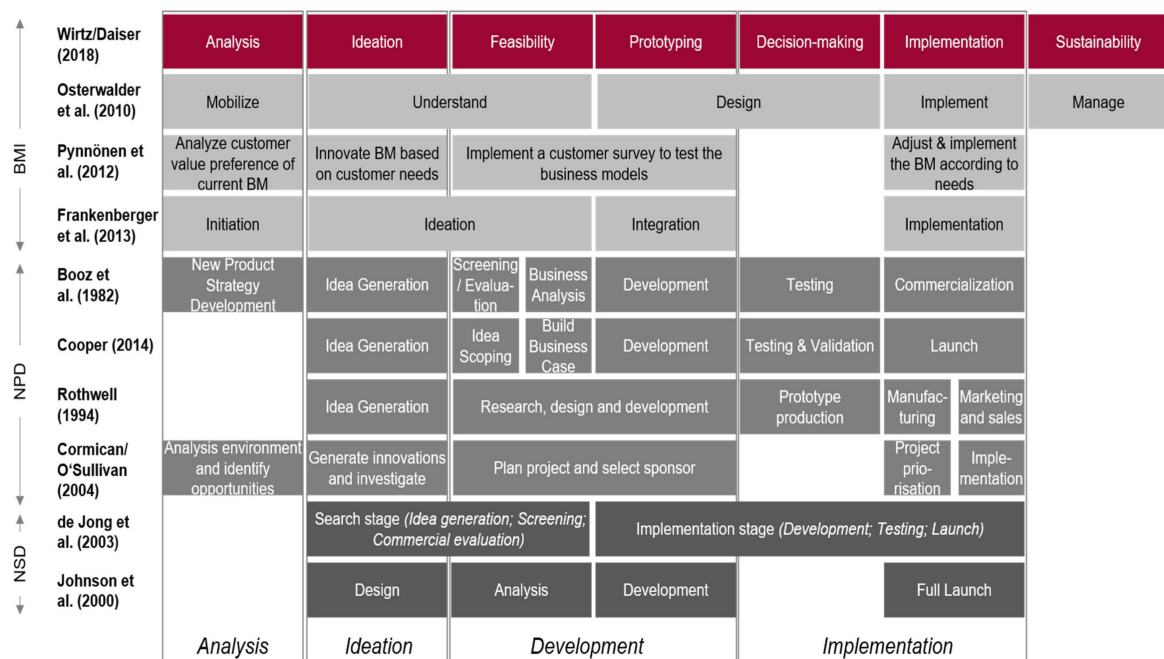 BMI
NPD
NSD
Wirtz/Daiser
(2018)
Analysis
Ideation
Feasibility
Prototyping
Decision-making
Implementation
Sustainability
Osterwalder
et al. (2010)
Mobilize
Understand
Design
Implement
Manage
Pynnönen et
al. (2012)
Analyze customer
value preference of
current BM
Innovate BM based
on customer needs
Implement a customer survey to test the
business models
Adjust & implement
the BM according to
needs
Frankenberger
et al. (2013)
Initiation
Ideation
Integration
Implementation
Booz et
al. (1982)
New Product
Strategy
Development
Idea Generation
Screening
/ Evalua-
tion
Business
Analysis
Development
Testing
Commercialization
Cooper (2014)
Idea Generation
Idea
Scoping
Build
Business
Case
Development
Testing & Validation
Launch
Rothwell
(1994)
Idea Generation
Research, design and development
Prototype
production
Manufac-
turing
Marketing
and sales
Cormican/
O‘Sullivan
(2004)
Analysis environment
and identify
opportunities
Generate innovations
and investigate
Plan project and select sponsor
Project
prio-
risation
Imple-
mentation
de Jong et
al. (2003)
Search stage (Idea generation; Screening;
Commercial evaluation)
Implementation stage (Development; Testing; Launch)
Johnson et
al. (2000)
Design
Analysis
Development
Full Launch
Analysis
Ideation
Development
Implementation